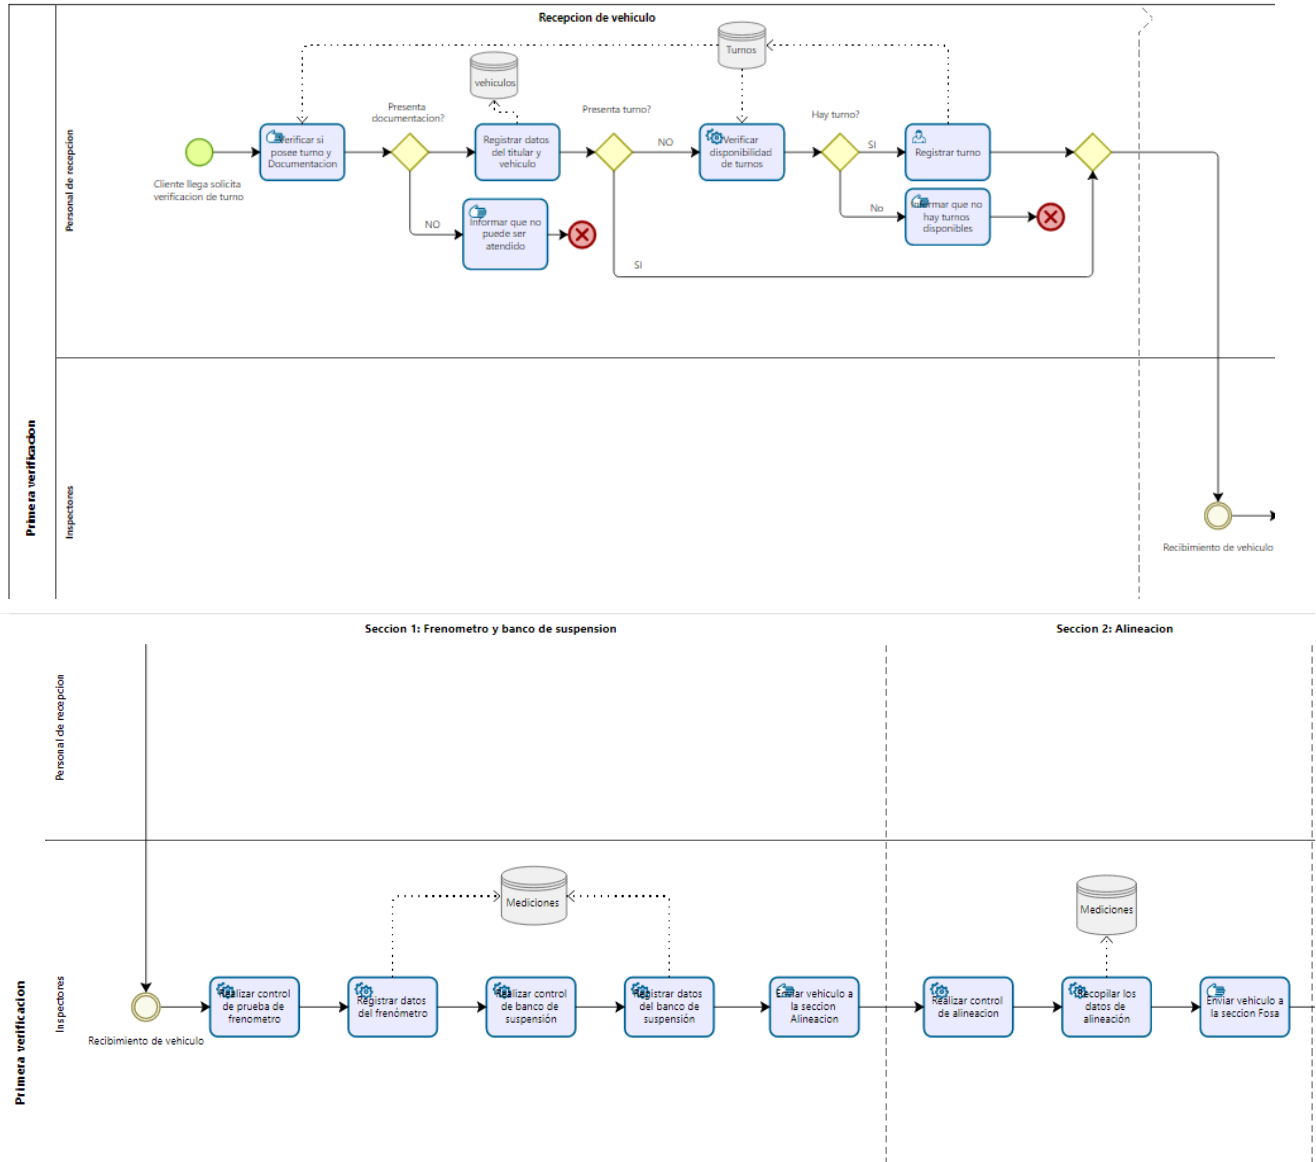 Recepcion de vehiculo
Turnos
vehiculos
Presenta
documentacion?
Presenta turno?
Hay turno?
Verificar si
posee turno y
Documentacion
Registrar datos
del titular y
vehiculo
NO
Verificar
disponibilidad
de turnos
SI
Registrar turno
Cliente llega solicita
verificacion de turno
NO
Informar que no
puede ser
atendido
No
Informar que no
hay turnos
disponibles
SI
Personal de recepcion
Primera verificacion
Inspectores
Recibimiento de vehiculo
Seccion 1: Frenometro y banco de suspension
Seccion 2: Alineacion
Personal de recepcion
Mediciones
Mediciones
Primera verificacion
Inspectores
Recibimiento de vehiculo
Realizar control
de prueba de
frenometro
Registrar datos
del frenómetro
Realizar control
de banco de
suspensión
Registrar datos
del banco de
suspensión
Enviar vehiculo a
la seccion
Alineacion
Realizar control
de alineacion
Recopilar los
datos de
alineación
Enviar vehiculo a
la seccion Fosa